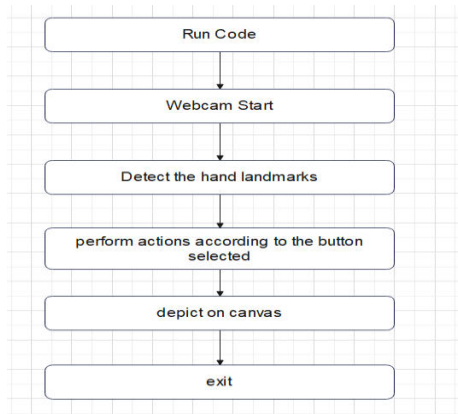 Run Code
Webcam Start
Detect the hand landmarks
perform actions according to the button
selected
depict on canvas
exit